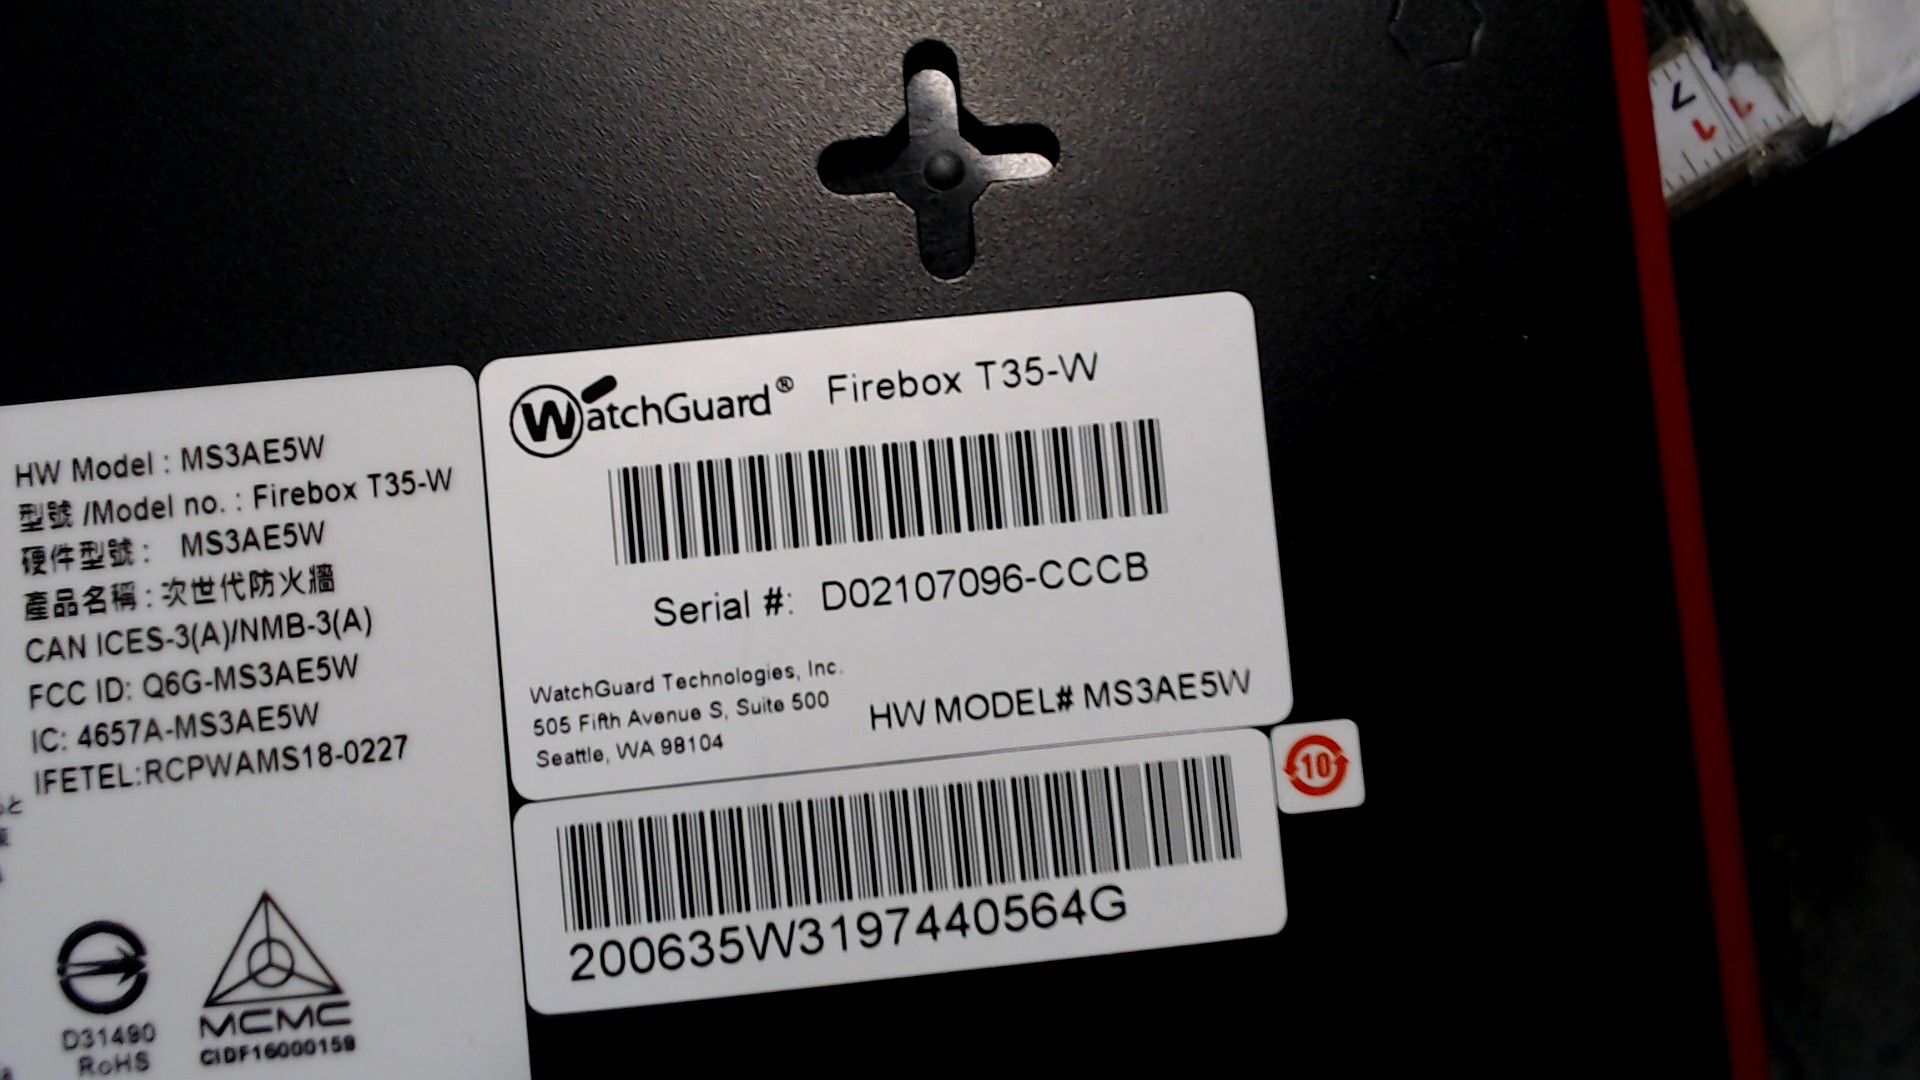 HW Model : MS3AE5W
型號 /Model no. : Firebox T35-W
硬件型號 : MS3AE5W
產品名稱 : 次世代防火牆
CAN ICES-3(A)/NMB-3(A)
FCC ID: Q6G-MS3AE5W
IC: 4657A-MS3AE5W
IFETEL:RCPWAMS18-0227
D31490
RoHS
MCMC
CIDF16000159
WatchGuard® Firebox T35-W
Serial #: D02107096-CCCB
WatchGuard Technologies, Inc.
505 Fifth Avenue S, Suite 500
Seattle, WA 98104
HW MODEL# MS3AE5W
200635W3197440564G
10
7